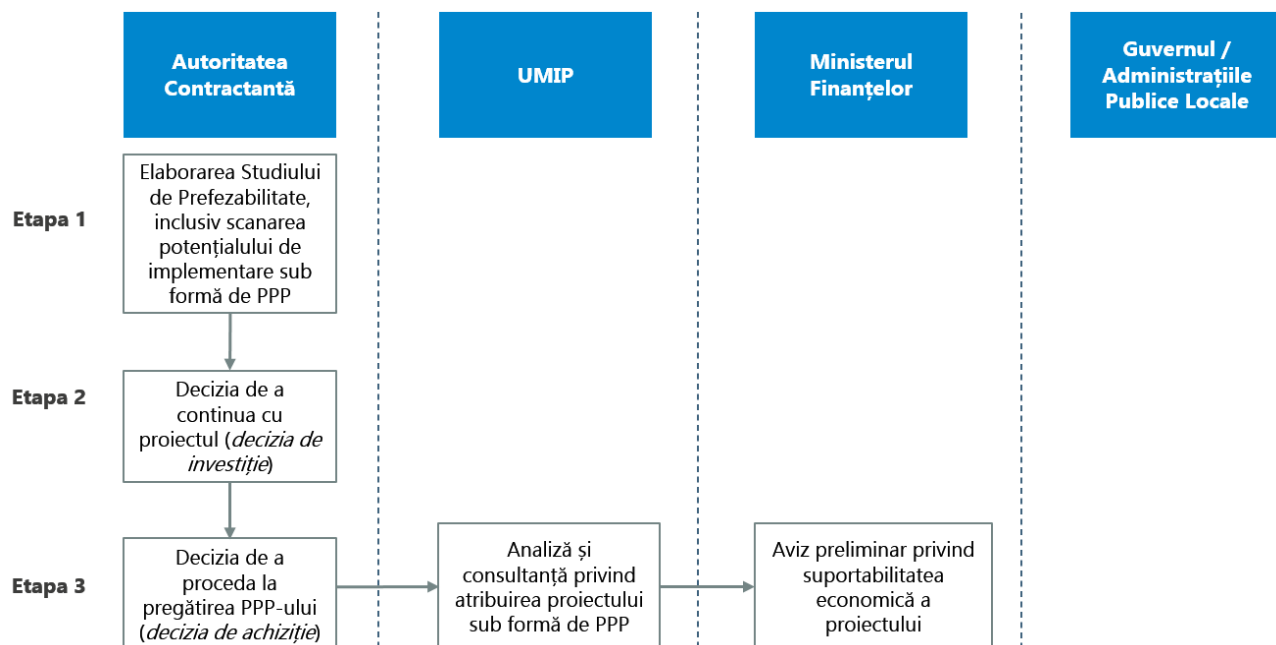 Autoritatea
Contractantă
UMIP
Ministerul
Finanțelor
Guvernul /
Administrațiile
Publice Locale
Etapa 1
Elaborarea Studiului
de Prefezabilitate,
inclusiv scanarea
potențialului de
implementare sub
formă de PPP
Etapa 2
Decizia de a
continua cu
proiectul (decizia de
investiție)
Etapa 3
Decizia de a
proceda la
pregătirea PPP-ului
(decizia de achiziție)
Analiză și
consultanță privind
atribuirea proiectului
sub formă de PPP
Aviz preliminar privind
suportabilitatea
economică a
proiectului